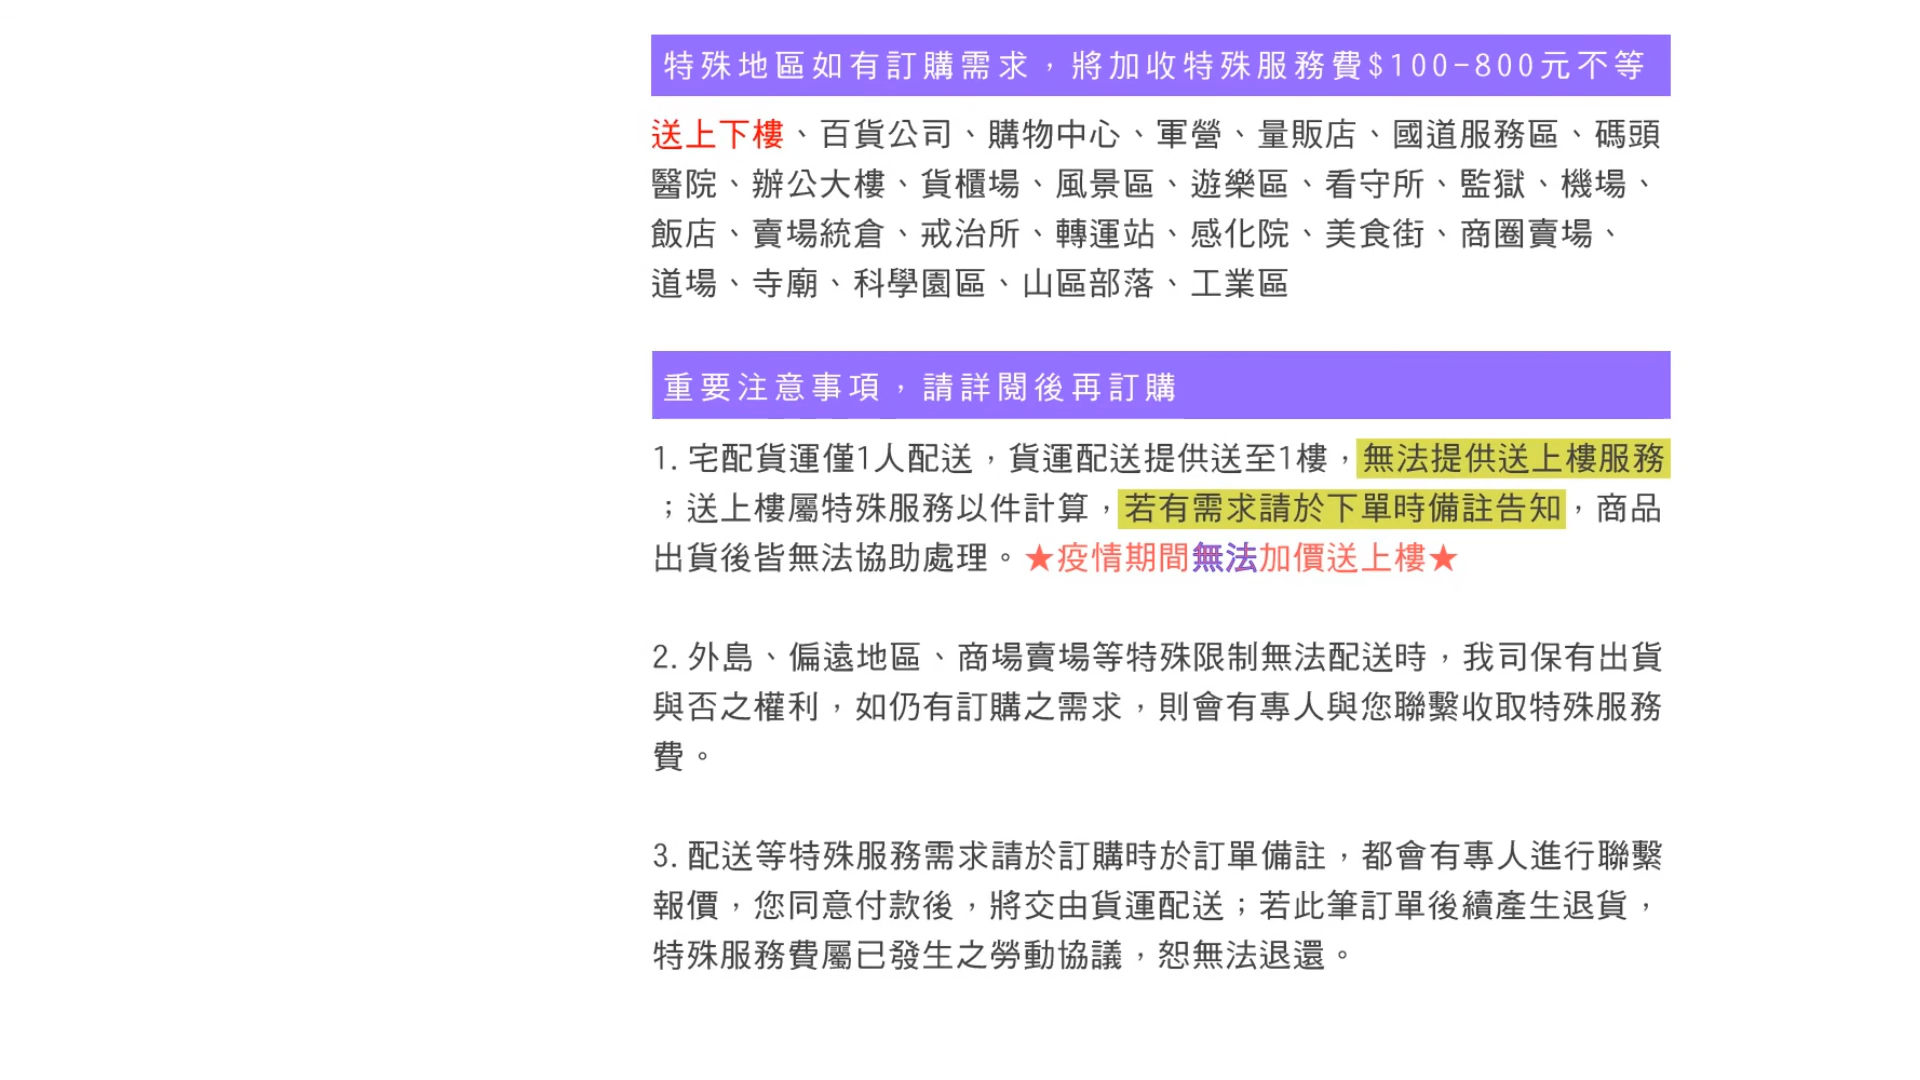 特殊地區如有訂購需求，將加收特殊服務費$100-800元不等
送上下樓、百貨公司、購物中心、軍營、量販店、國道服務區、碼頭
醫院、辦公大樓、貨櫃場、風景區、遊樂區、看守所、監獄、機場、
飯店、賣場統倉、戒治所、轉運站、感化院、美食街、商圈賣場、
道場、寺廟、科學園區、山區部落、工業區
重要注意事項，請詳閱後再訂購
1. 宅配貨運僅1人配送，貨運配送提供送至1樓，無法提供送上樓服務
；送上樓屬特殊服務以件計算，若有需求請於下單時備註告知，商品
出貨後皆無法協助處理。★疫情期間無法加價送上樓★
2. 外島、偏遠地區、商場賣場等特殊限制無法配送時，我司保有出貨
與否之權利，如仍有訂購之需求，則會有專人與您聯繫收取特殊服務
費。
3. 配送等特殊服務需求請於訂購時於訂單備註，都會有專人進行聯繫
報價，您同意付款後，將交由貨運配送；若此筆訂單後續產生退貨，
特殊服務費屬已發生之勞動協議，恕無法退還。